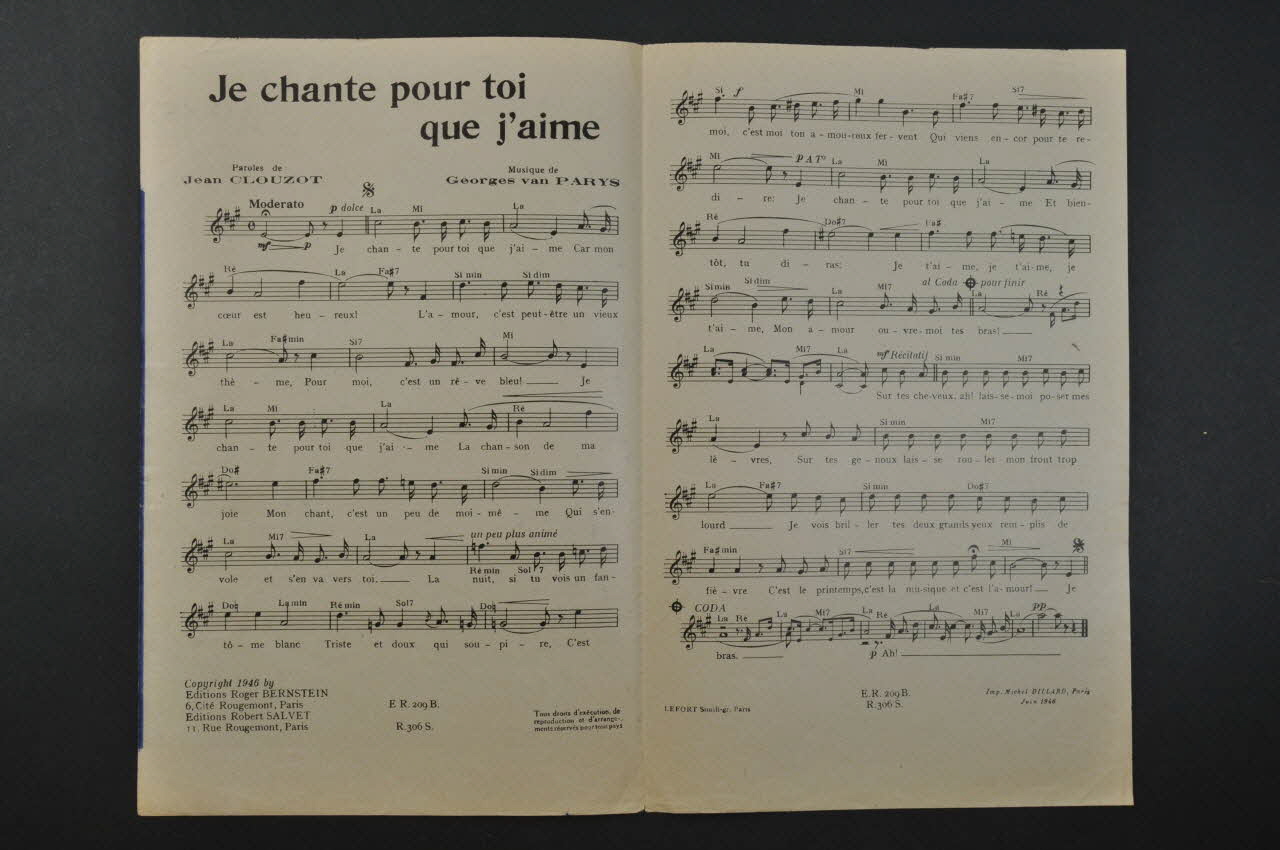 Je chante pour toi
que j'aime
Paroles de
Jean CLOUZOT
Musique de
Georges van PARYS
Moderato
p dolce La Mi La
mf p
Je chan - te pour toi que j'ai - me Car mon
Ré La Fa#7 Si min Si dim
cœur est heu - reux! L'a - mour, c'est peut-être un vieux
La Fa#min Si7 Mi
thè - me, Pour moi, c'est un rê - ve bleu! Je
La Mi La Ré
chan - te pour toi que j'ai - me La chan - son de ma
Do# Fa#7 Si min Si dim
joie Mon chant, c'est un peu de moi-mê - me Qui s'en-
La Mi7 La un peu plus animé
Ré min Sol 7
vole et s'en va vers toi. La nuit, si tu vois un fan-
Do♮ La min Ré min Sol7 Do♮
tô - me blanc Triste et doux qui sou - pi - re, C'est
Copyright 1946 by
Editions Roger BERNSTEIN
6, Cité Rougemont, Paris
Editions Robert SALVET
11, Rue Rougemont, Paris
E R. 209 B.
R. 306 S.
Tous droits d'exécution, de
reproduction et d'arrange-
ments réservés pour tous pays
Si f Mi Fa#7 Si7
moi, c'est moi ton a - mou-reux fer - vent Qui viens en - cor pour te re -
Mi p A Tº La Mi La
di - re: Je chan - te pour toi que j'ai - me Et bien-
Ré Do#7 Fa#
tôt, tu di - ras: Je t'ai - me, je t'ai-me, je
Si min Si dim La Mi7 al Coda pour finir La Ré
t'ai - me, Mon a - mour ou - vre-moi tes bras!
La Mi7 La mf Récitatif Si min Mi7
Sur tes che-veux, ah! lais-se-moi po-ser mes
La Si min Mi7
lè - vres, Sur tes ge - noux lais - se rou - ler mon front trop
La Fa#7 Si min Do#7
lourd Je vois bril - ler tes deux grands yeux rem - plis de
Fa# min Si7 Mi
fiè - vre C'est le printemps, c'est la mu-sique et c'est l'a-mour! Je
CODA
La Ré La Mi7 La Ré La Mi7 La pp
bras. p Ah!
LEFORT Simili-gr. Paris
E. R. 209 B.
R. 306 S.
Imp. Michel DILLARD, Paris
Juin 1946